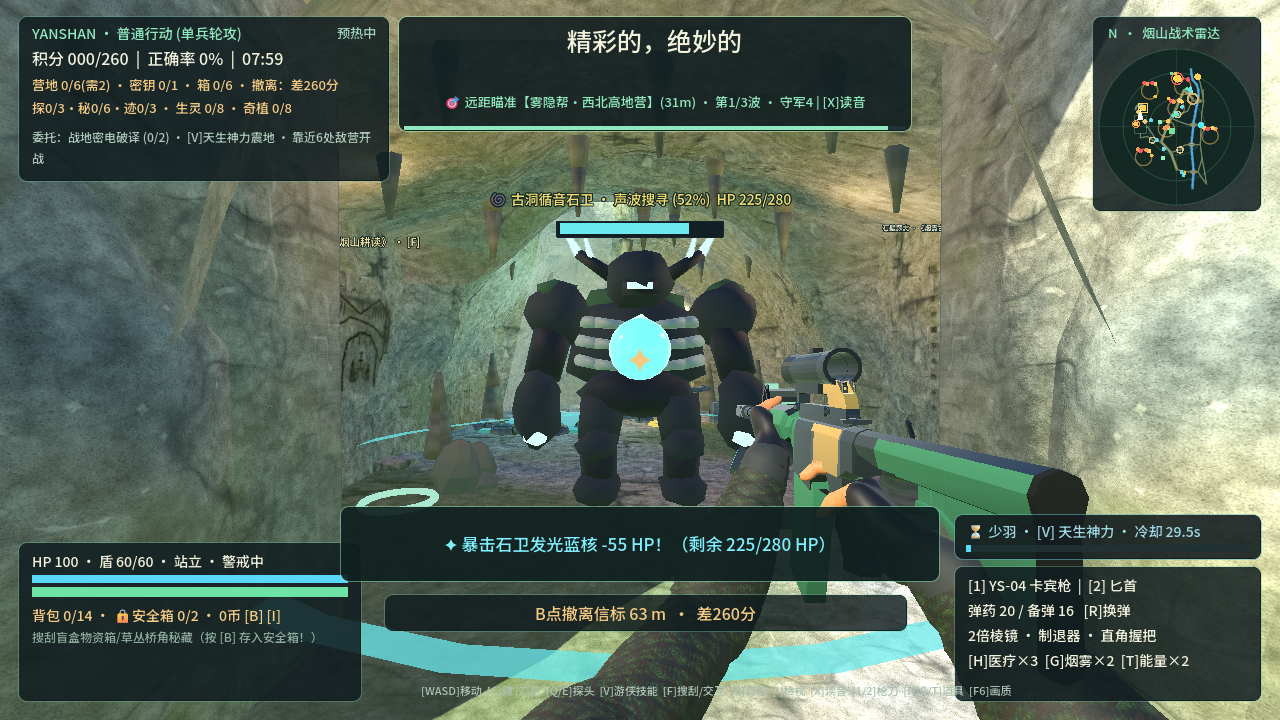 YANSHAN · 普通行动 (单兵轮攻)
预热中
积分 000/260 | 正确率 0% | 07:59
营地 0/6(需2) · 密钥 0/1 · 箱 0/6 · 撤离：差260分
探0/3 · 秘0/6 · 迹0/3 · 生灵 0/8 · 奇植 0/8
委托：战地密电破译 (0/2) · [V]天生神力震地 · 靠近6处敌营开
战
精彩的，绝妙的
🎯 远距瞄准【雾隐帮·西北高地营】(31m) · 第1/3波 · 守军4 | [X]读音
N · 烟山战术雷达
🌀 古洞循音石卫 · 声波搜寻 (52%) HP 225/280
烟山耕读》 · [F]
✦ 暴击石卫发光蓝核 -55 HP！（剩余 225/280 HP）
B点撤离信标 63 m · 差260分
HP 100 · 盾 60/60 · 站立 · 警戒中
背包 0/14 · 🔒 安全箱 0/2 · 0币 [B] [I]
搜刮盲盒物资箱/草丛桥角秘藏（按 [B] 存入安全箱！）
⏳ 少羽 · [V] 天生神力 · 冷却 29.5s
[1] YS-04 卡宾枪 | [2] 匕首
弹药 20 / 备弹 16 [R]换弹
2倍棱镜 · 制退器 · 直角握把
[H]医疗×3 [G]烟雾×2 [T]能量×2
[WASD]移动 [Q/E]探头 [V]游侠技能 [F]搜刮/交 [F6]画质